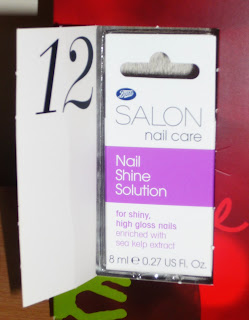 12
Boots
SALON
nail care
Nail
Shine
Solution
for shiny,
high gloss nails
enriched with
sea kelp extract
8 ml ℮ 0.27 US FL. Oz.